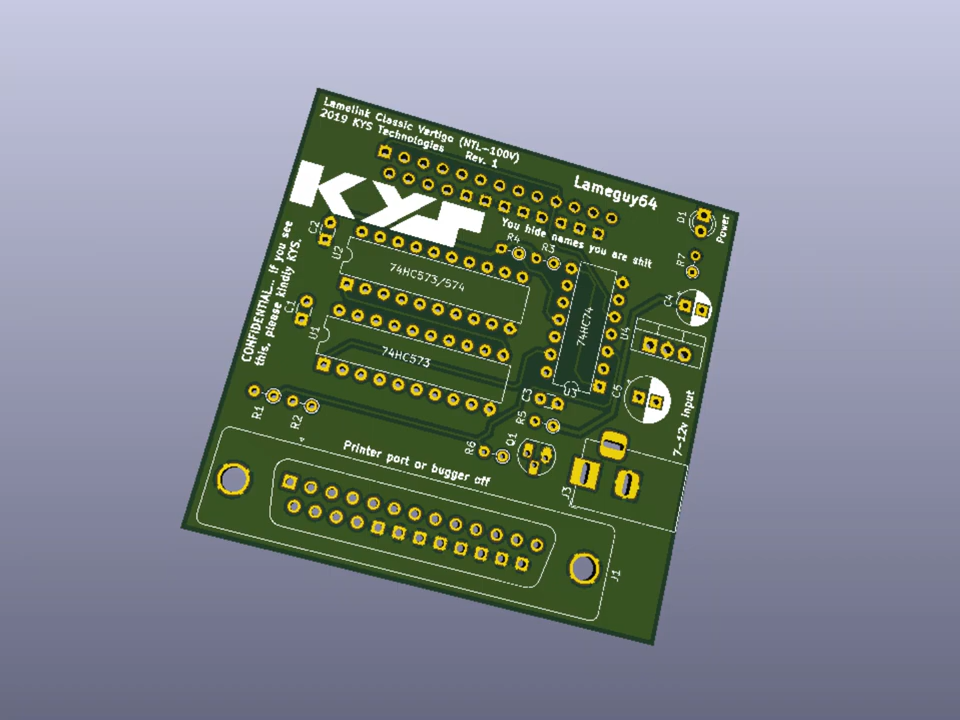 Lamelink Classic Vertigo (NTL-100V)
2019 KYS Technologies Rev. 1
KYS
Lameguy64
You hide names you are shit
D1
Power
R7
C4
R4
R3
C2
U2
74HC573/574
CONFIDENTIAL... If you see
this, please kindly KYS.
C1
U1
74HC573
74HC74
U3
U4
C5
C3
R5
Q1
R6
R1
R2
7-12v input
J3
Printer port or bugger off
J1